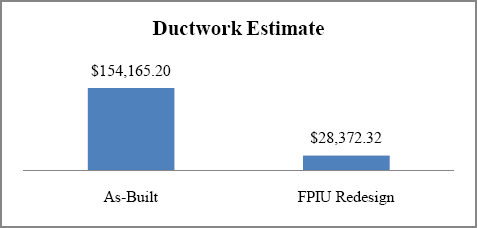 Ductwork Estimate
$154,165.20
$28,372.32
As-Built
FPIU Redesign